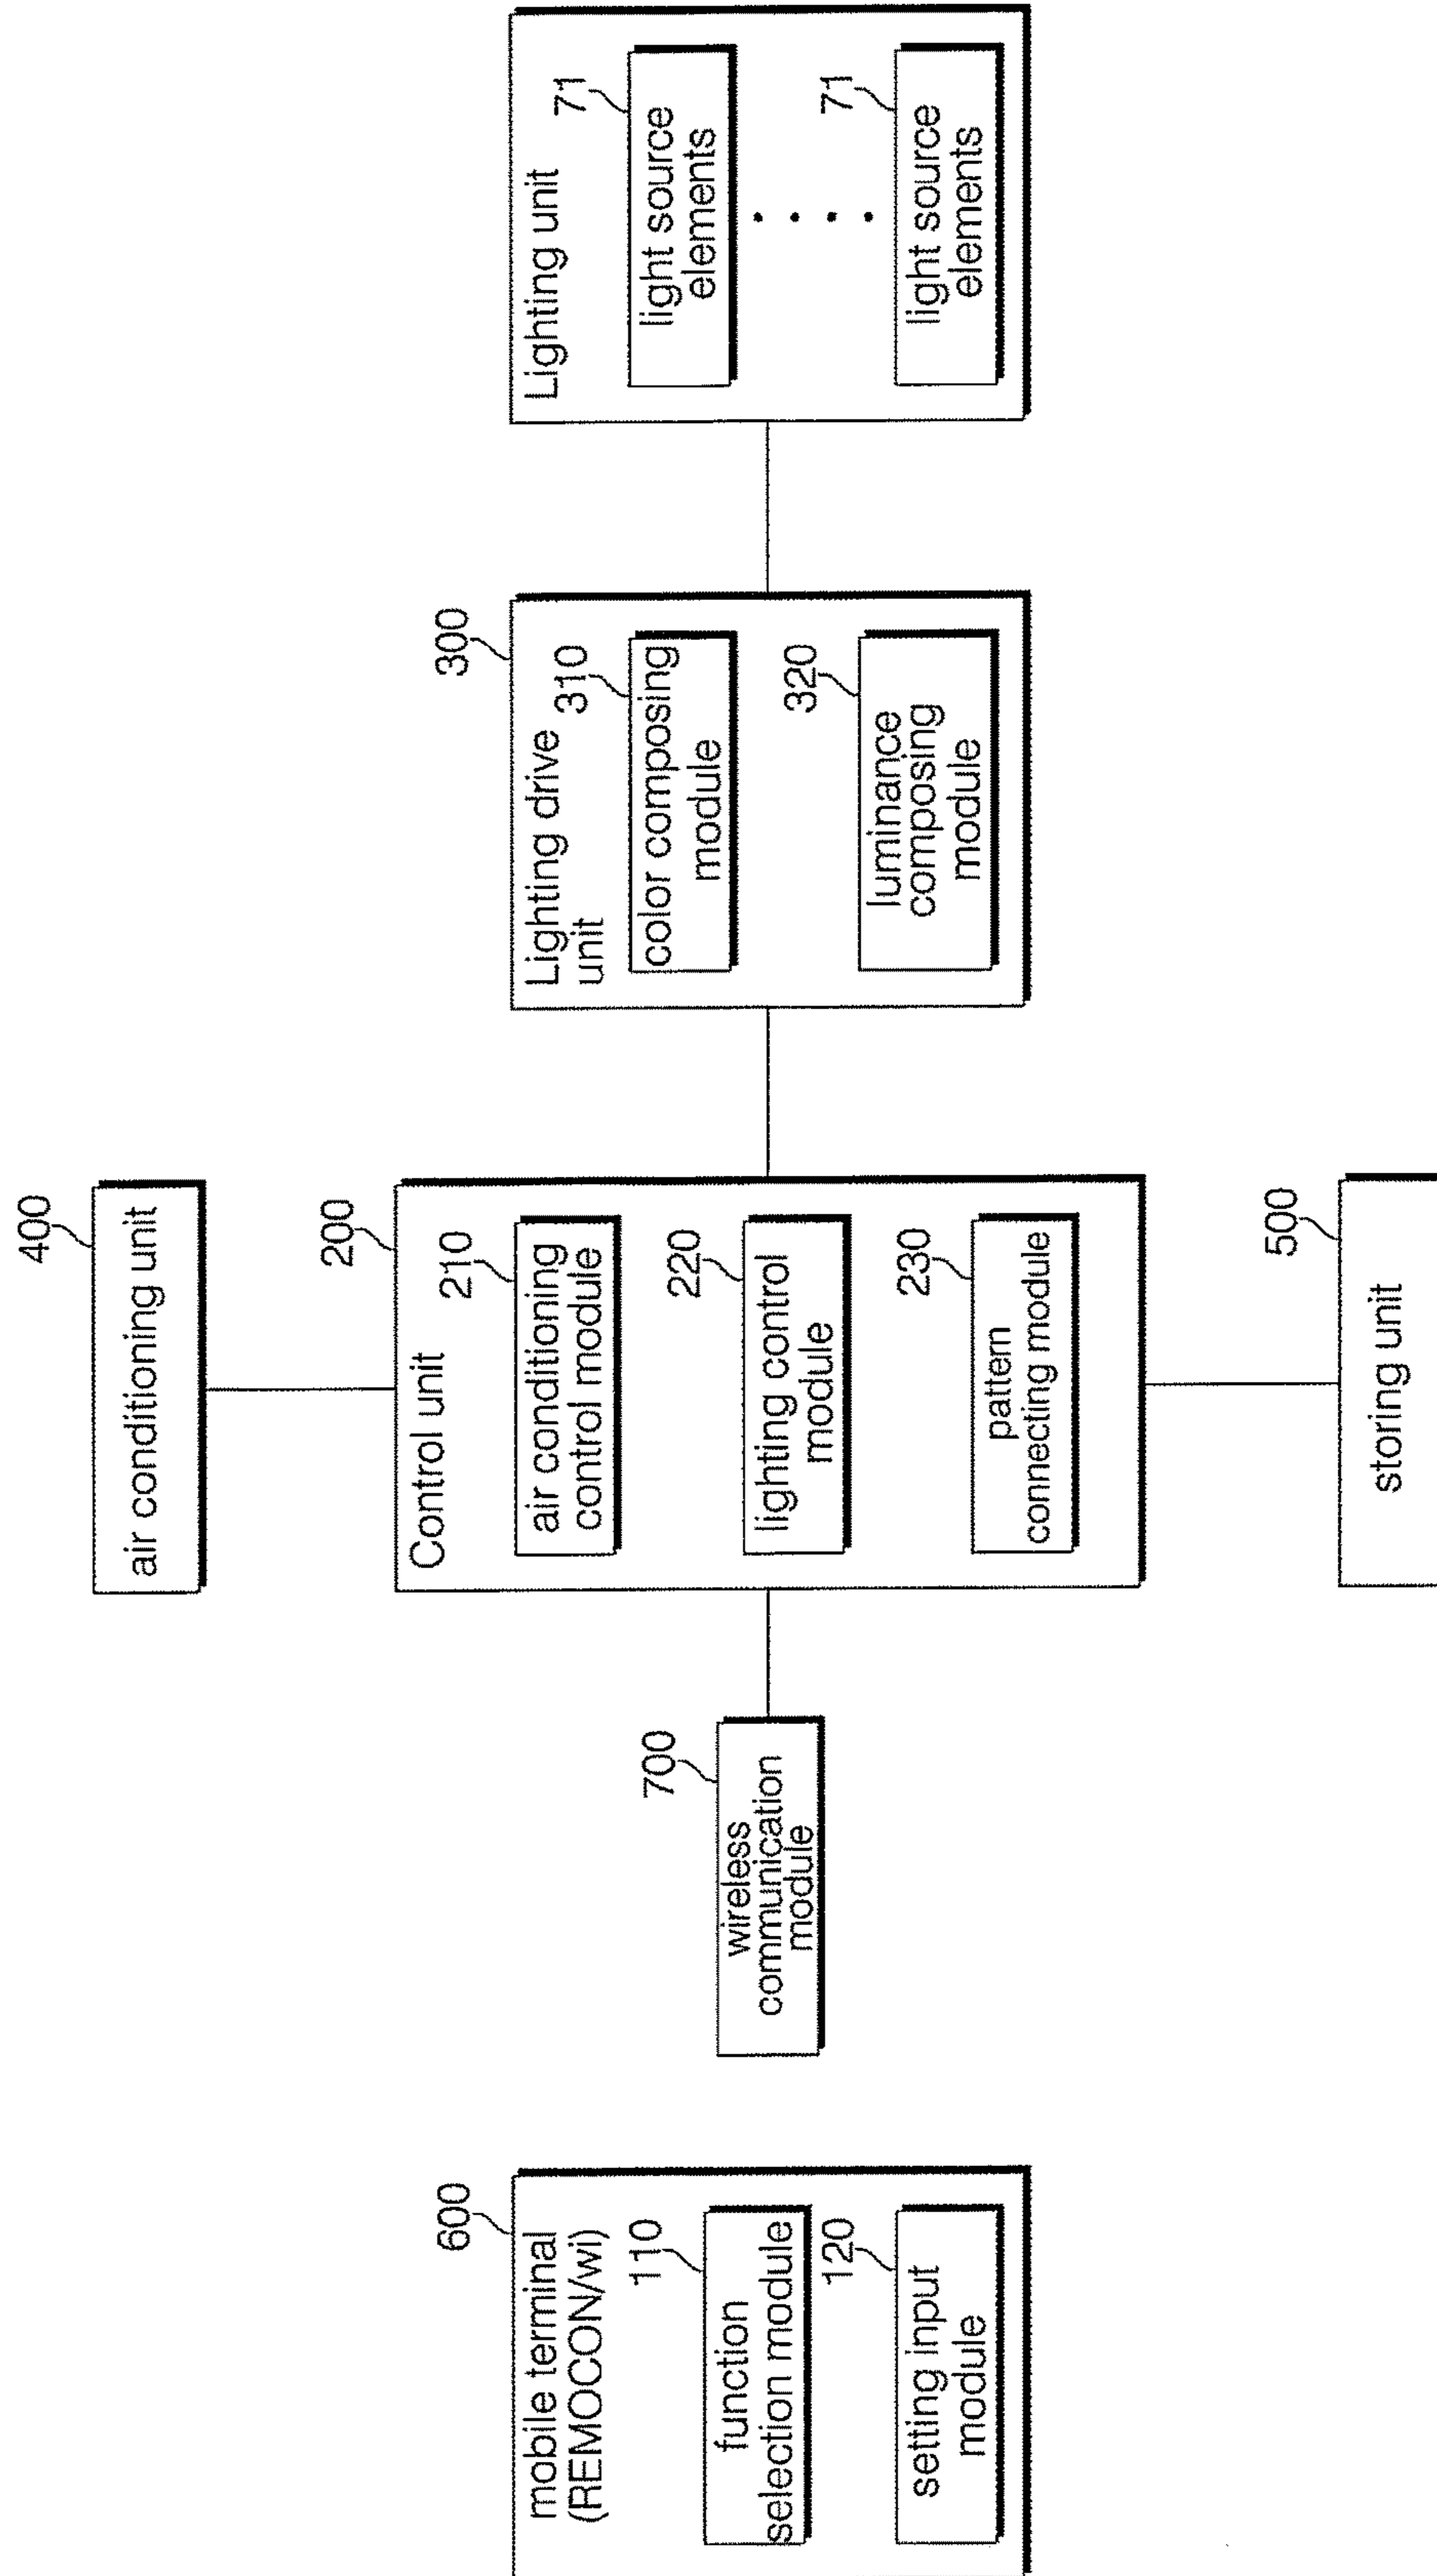 600
mobile terminal
(REMOCON/wi)
110
function
selection module
120
setting input
module
700
wireless
communication
module
400
air conditioning unit
200
Control unit
210
air conditioning
control module
220
lighting control
module
230
pattern
connecting module
500
storing unit
300
Lighting drive
unit
310
color composing
module
320
luminance
composing
module
Lighting unit
71
light source
elements
71
light source
elements